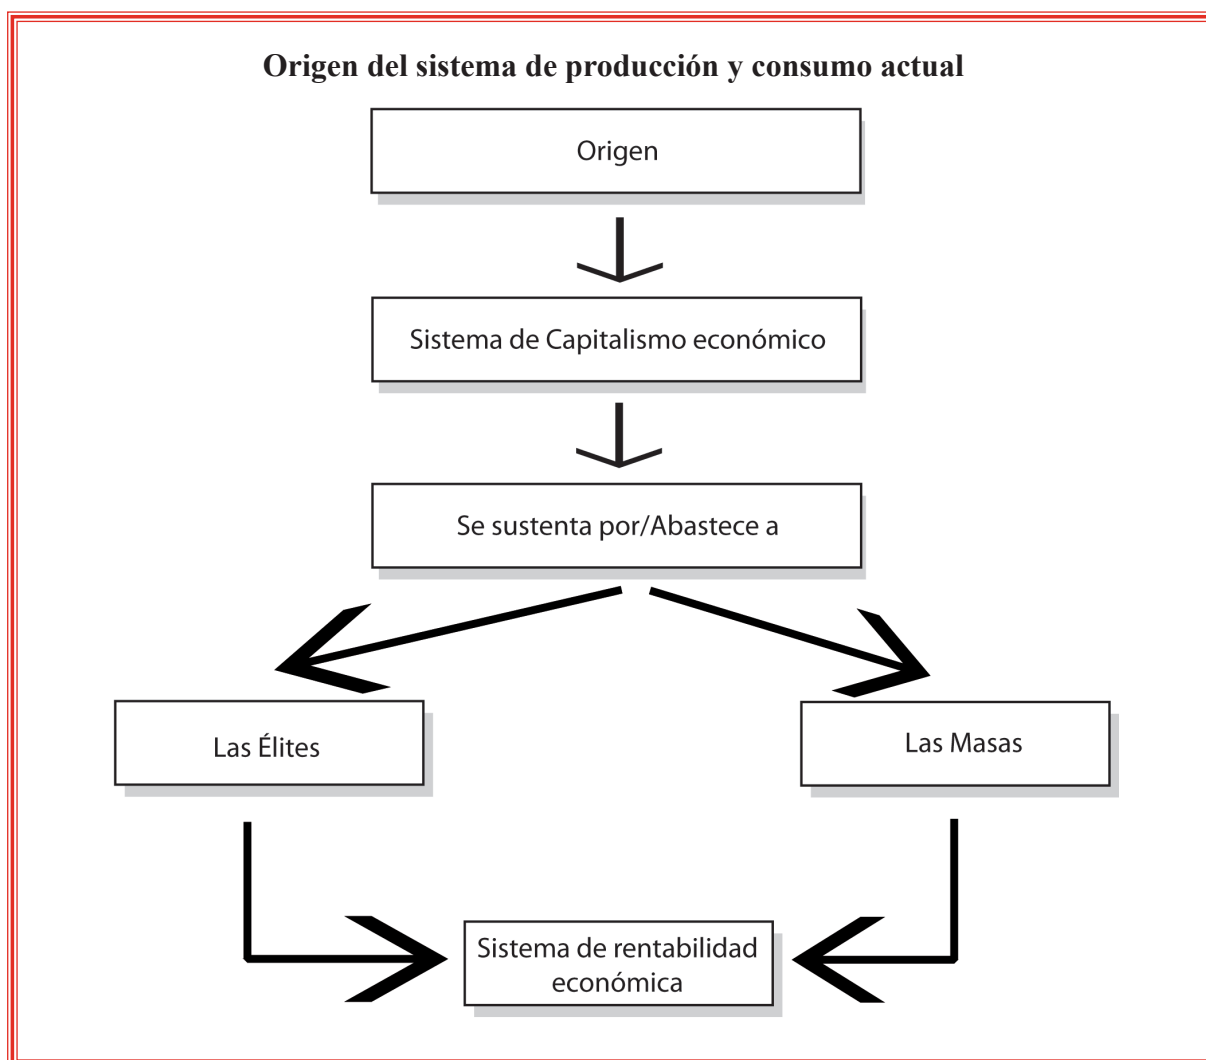 Origen del sistema de producción y consumo actual
Origen
Sistema de Capitalismo económico
Se sustenta por/Abastece a
Las Élites
Las Masas
Sistema de rentabilidad
económica